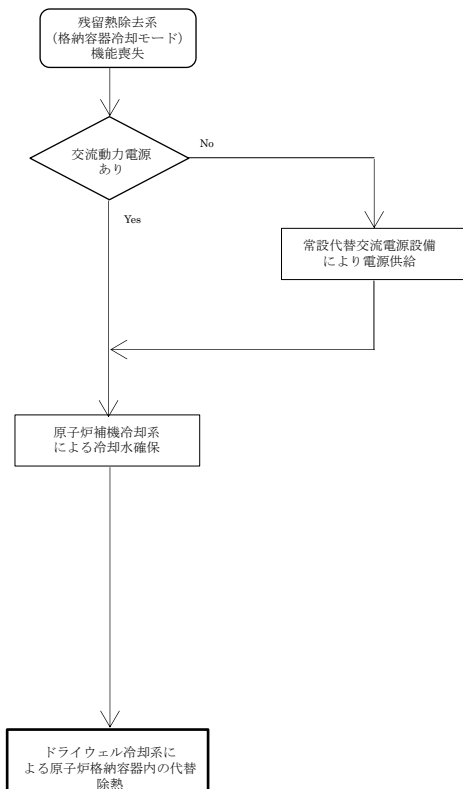 残留熱除去系
(格納容器冷却モード)
機能喪失
交流動力電源
あり
No
Yes
常設代替交流電源設備
により電源供給
原子炉補機冷却系
による冷却水確保
ドライウェル冷却系に
よる原子炉格納容器内の代替
除熱